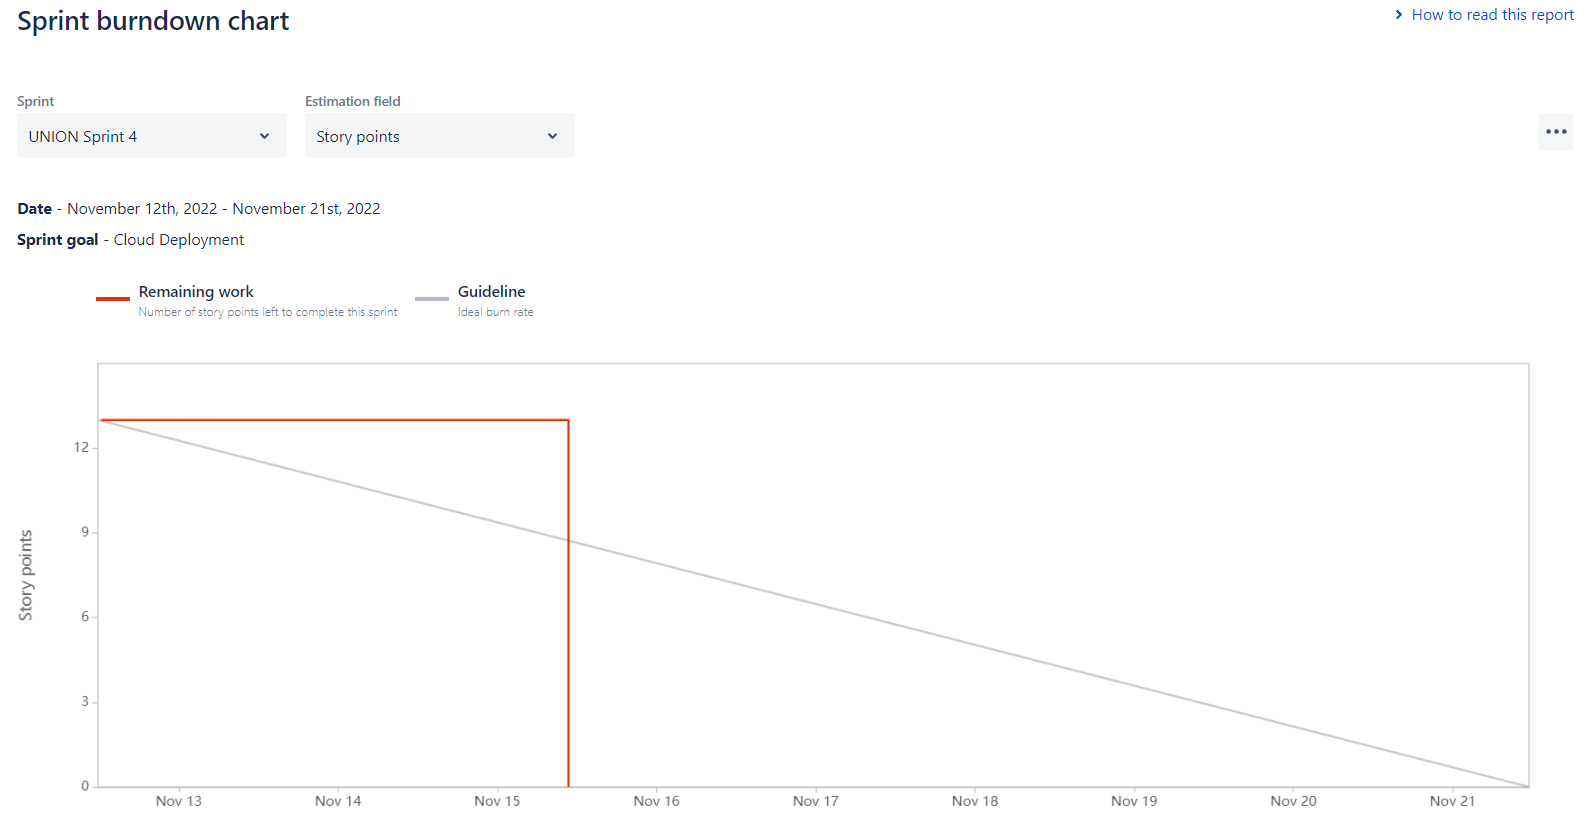 Sprint burndown chart
How to read this report
Sprint
Estimation field
UNION Sprint 4
Story points
Date - November 12th, 2022 - November 21st, 2022
Sprint goal - Cloud Deployment
Remaining work
Number of story points left to complete this sprint
Guideline
Ideal burn rate
Story points
12
9
6
3
0
Nov 13
Nov 14
Nov 15
Nov 16
Nov 17
Nov 18
Nov 19
Nov 20
Nov 21